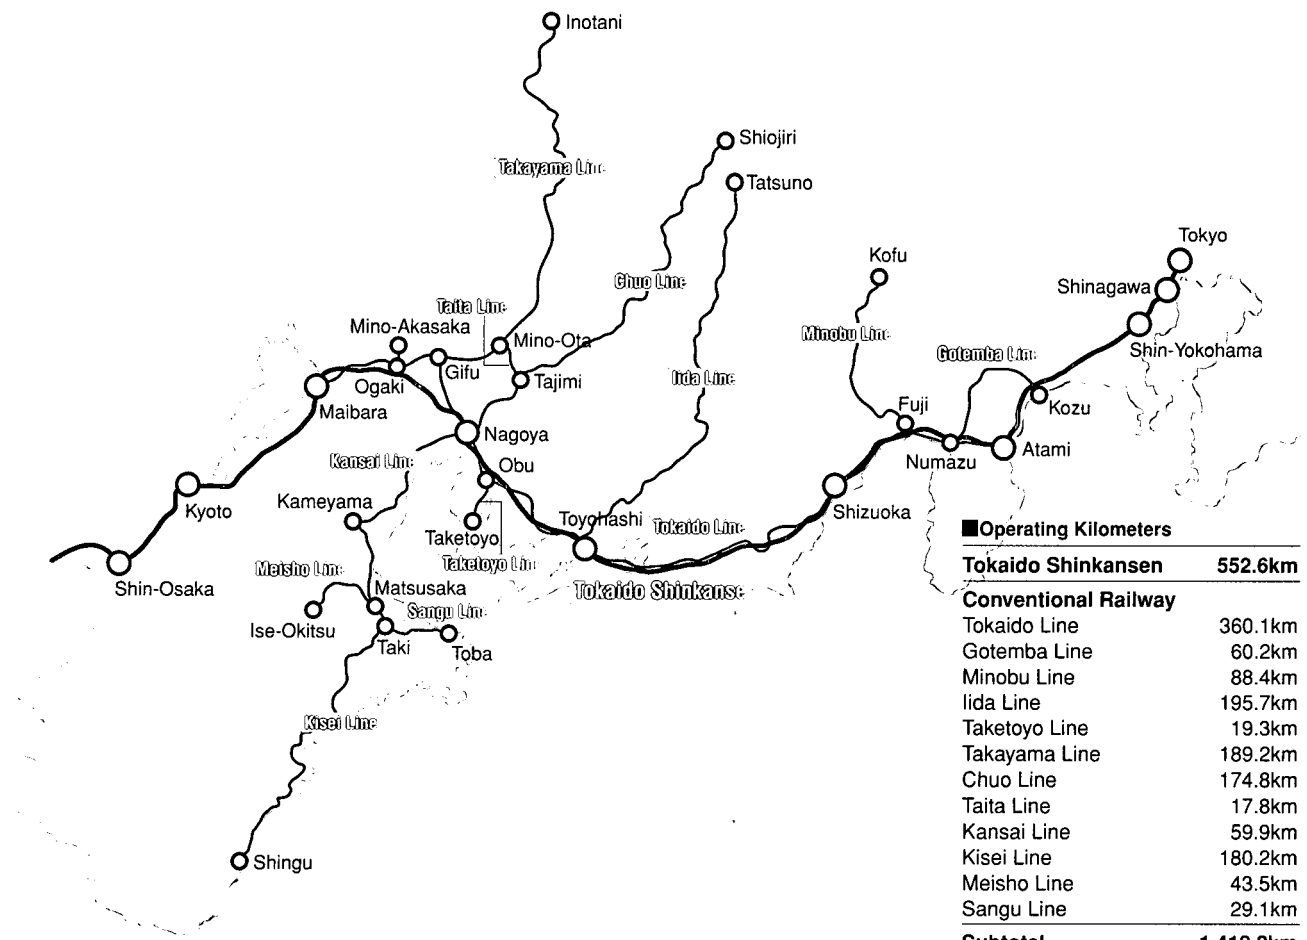 Inotani
Shiojiri
Takayama Line
Tatsuno
Tokyo
Kofu
Chuo Line
Shinagawa
Taita Line
Mino-Akasaka
Mino-Ota
Minobu Line
Shin-Yokohama
Gotemba Line
Ogaki
Gifu
Tajimi
Iida Line
Maibara
Fuji
Kozu
Nagoya
Atami
Kansai Line
Obu
Numazu
Kameyama
Kyoto
Toyohashi
Tokaido Line
Shizuoka
Taketoyo
Taketoyo Lin
Meisho Line
Shin-Osaka
Matsusaka
Tokaido Shinkanse
Sangu Line
Ise-Okitsu
Taki
Toba
Kisei Line
Shingu
■Operating Kilometers
Tokaido Shinkansen 552.6km
Conventional Railway
Tokaido Line 360.1km
Gotemba Line 60.2km
Minobu Line 88.4km
Iida Line 195.7km
Taketoyo Line 19.3km
Takayama Line 189.2km
Chuo Line 174.8km
Taita Line 17.8km
Kansai Line 59.9km
Kisei Line 180.2km
Meisho Line 43.5km
Sangu Line 29.1km
Subtotal